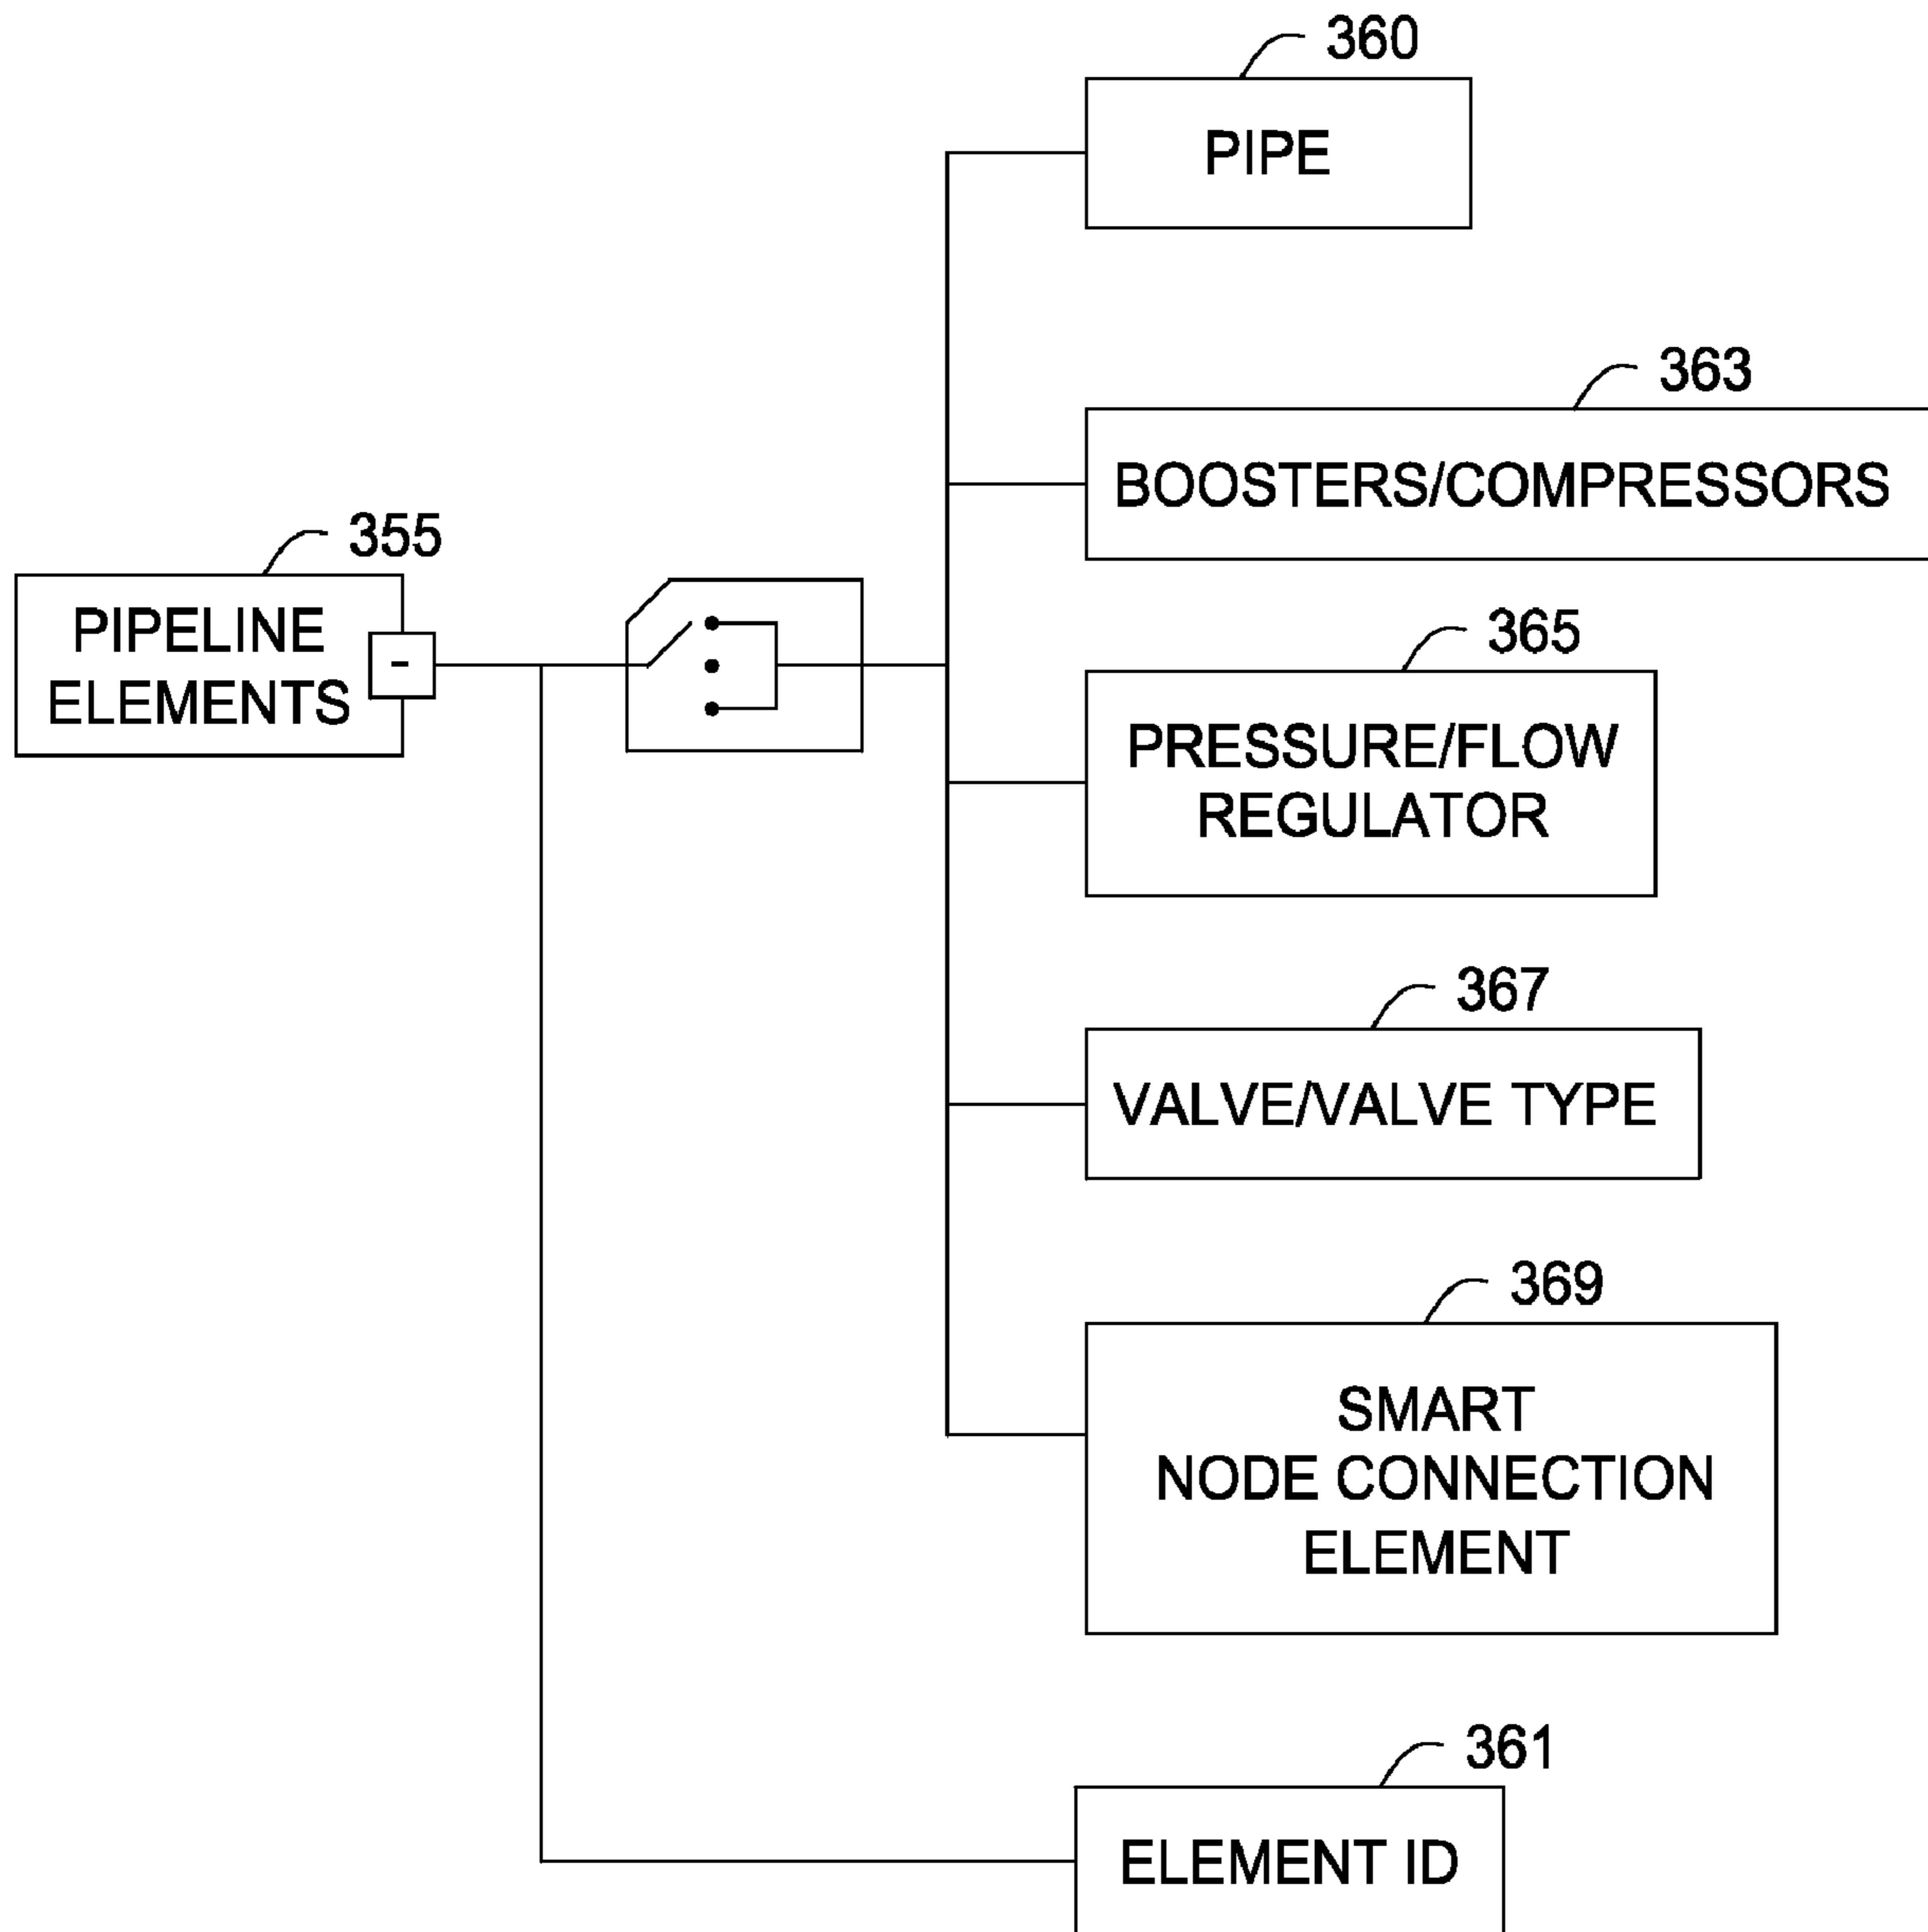 360
PIPE
363
BOOSTERS/COMPRESSORS
355
PIPELINE
ELEMENTS
-
365
PRESSURE/FLOW
REGULATOR
367
VALVE/VALVE TYPE
369
SMART
NODE CONNECTION
ELEMENT
361
ELEMENT ID